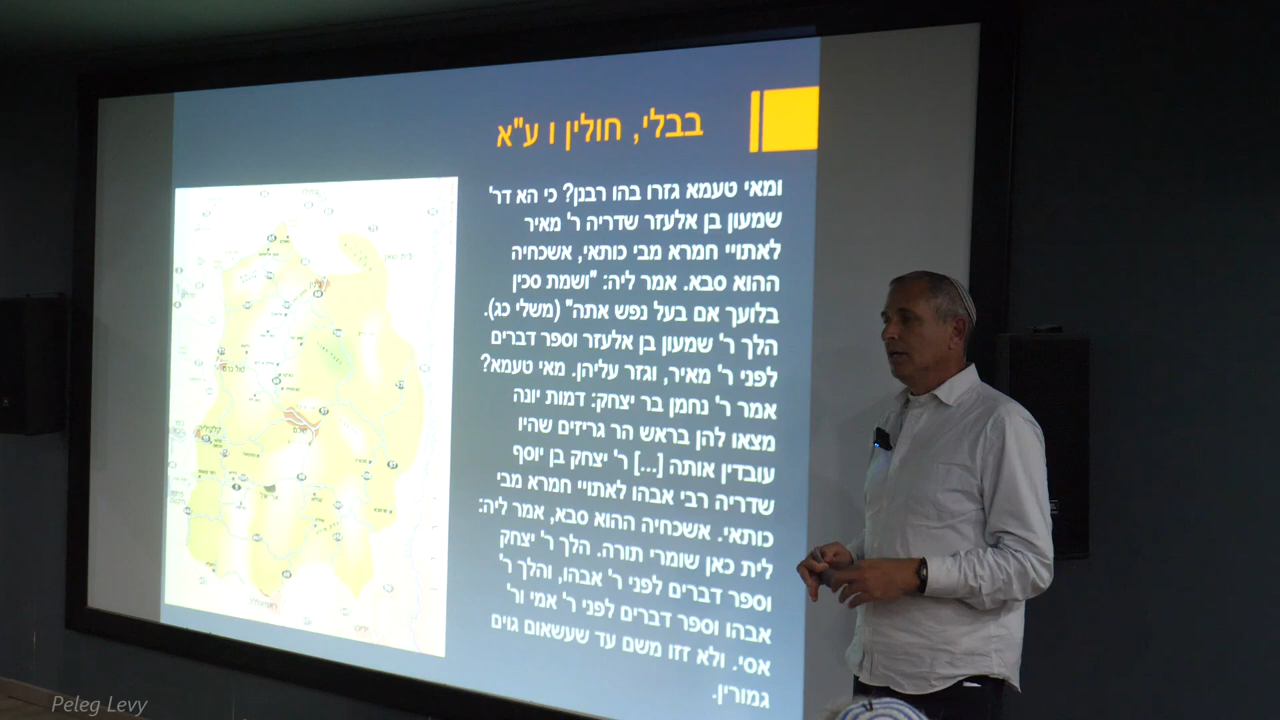 בבלי, חולין ו ע"א
ומאי טעמא גזרו בהו רבנן? כי הא דר'
שמעון בן אלעזר שדריה ר' מאיר
לאתויי חמרא מבי כותאי, אשכחיה
ההוא סבא. אמר ליה: "ושמת סכין
בלועך אם בעל נפש אתה" (משלי כג).
הלך ר' שמעון בן אלעזר וספר דברים
לפני ר' מאיר, וגזר עליהן. מאי טעמא?
אמר ר' נחמן בר יצחק: דמות יונה
מצאו להן בראש הר גריזים שהיו
עובדין אותה [...] ר' יצחק בן יוסף
שדריה רבי אבהו לאתויי חמרא מבי
כותאי. אשכחיה ההוא סבא, אמר ליה:
לית כאן שומרי תורה. הלך ר' יצחק
וספר דברים לפני ר' אבהו, והלך ר'
אבהו וספר דברים לפני ר' אמי ור'
אסי. ולא זזו משם עד שעשאום גוים
גמורין.
Peleg Levy